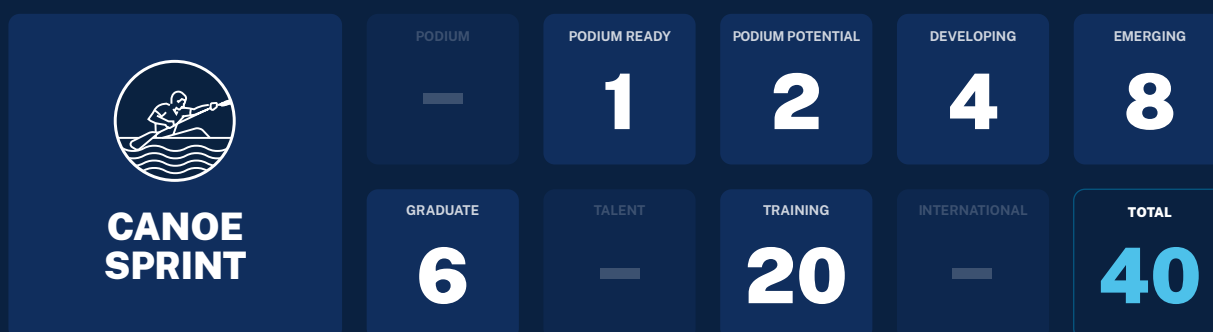 CANOE
SPRINT
PODIUM
PODIUM READY
1
PODIUM POTENTIAL
2
DEVELOPING
4
EMERGING
8
GRADUATE
6
TALENT
TRAINING
20
INTERNATIONAL
TOTAL
40